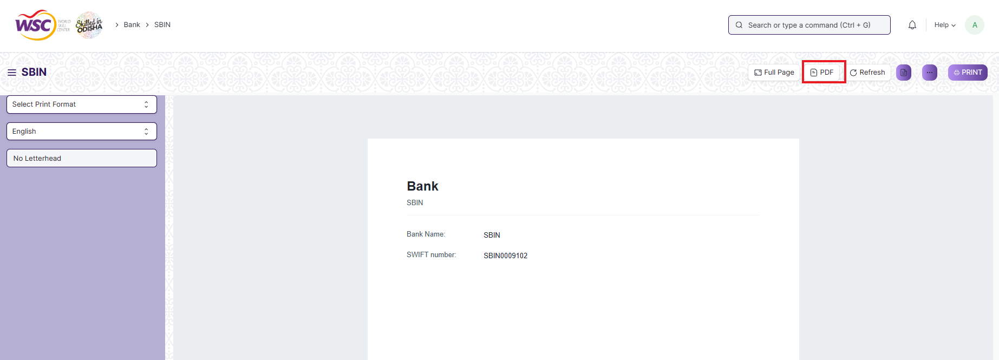 WSC WORLD SKILL CENTER Skilled in ODISHA > Bank > SBIN Search or type a command (Ctrl + G) Help A
SBIN Full Page PDF Refresh ... PRINT
Select Print Format
English
No Letterhead
Bank
SBIN
Bank Name: SBIN
SWIFT number: SBIN0009102